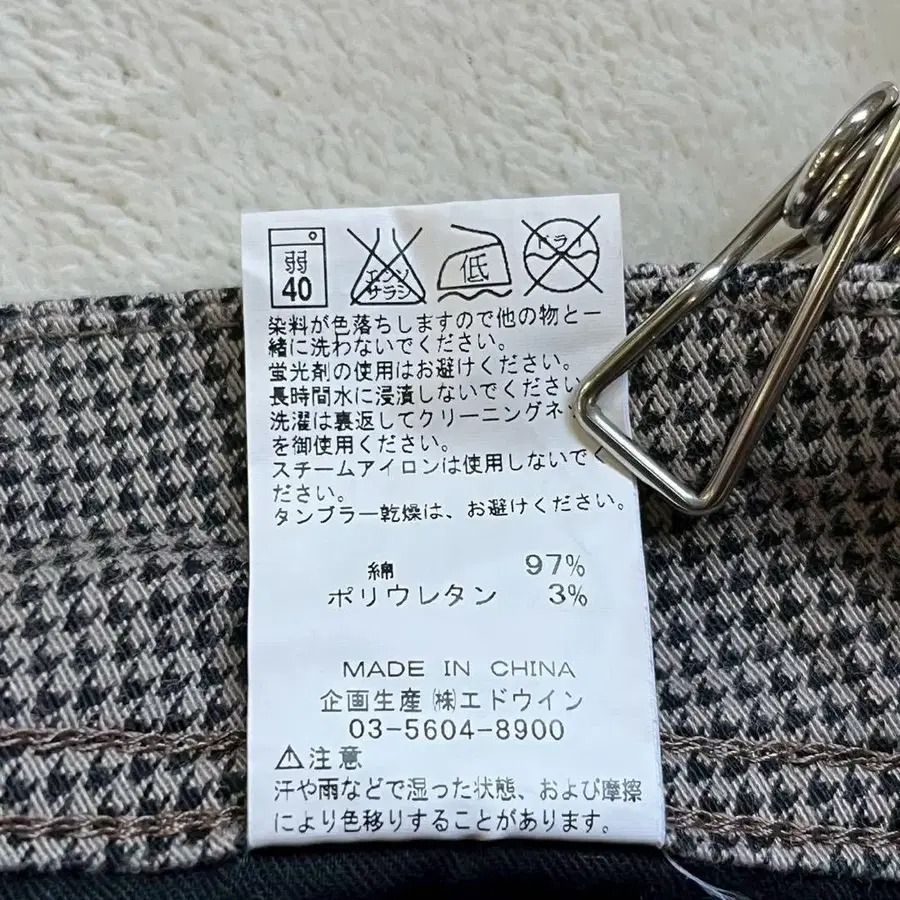 弱
40
エンソ
サラシ
低
ドライ
染料が色落ちしますので他の物と一
緒に洗わないでください。
蛍光剤の使用はお避けください。
長時間水に浸漬しないでください
洗濯は裏返してクリーニングネッ
を御使用ください。
スチームアイロンは使用しないでく
ださい。
タンブラー乾燥は、お避けください。
綿 97%
ポリウレタン 3%
MADE IN CHINA
企画生産 ㈱エドウイン
03-5604-8900
⚠注意
汗や雨などで湿った状態、および摩擦
により色移りすることがあります。